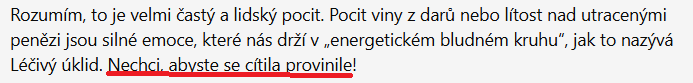 Rozumím, to je velmi častý a lidský pocit. Pocit viny z darů nebo lítost nad utracenými
penězi jsou silné emoce, které nás drží v „energetickém bludném kruhu“, jak to nazývá
Léčivý úklid. Nechci, abyste se cítila provinile!